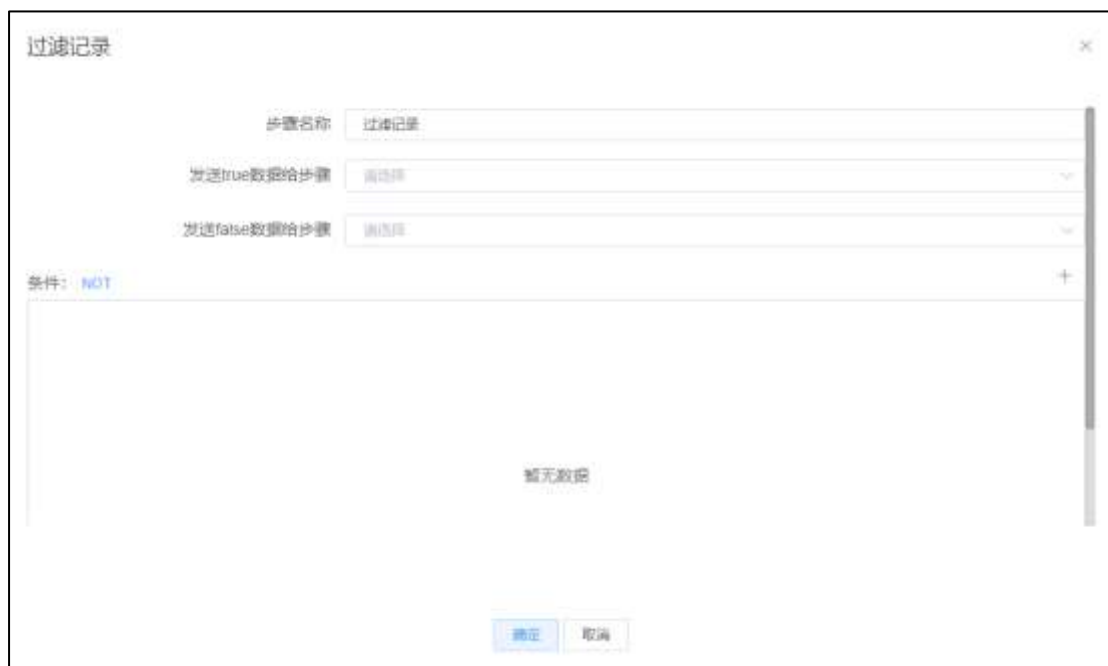 过滤记录
步骤名称 过滤记录
发送true数据给步骤 请选择
发送false数据给步骤 请选择
条件： NOT
暂无数据
确定 取消